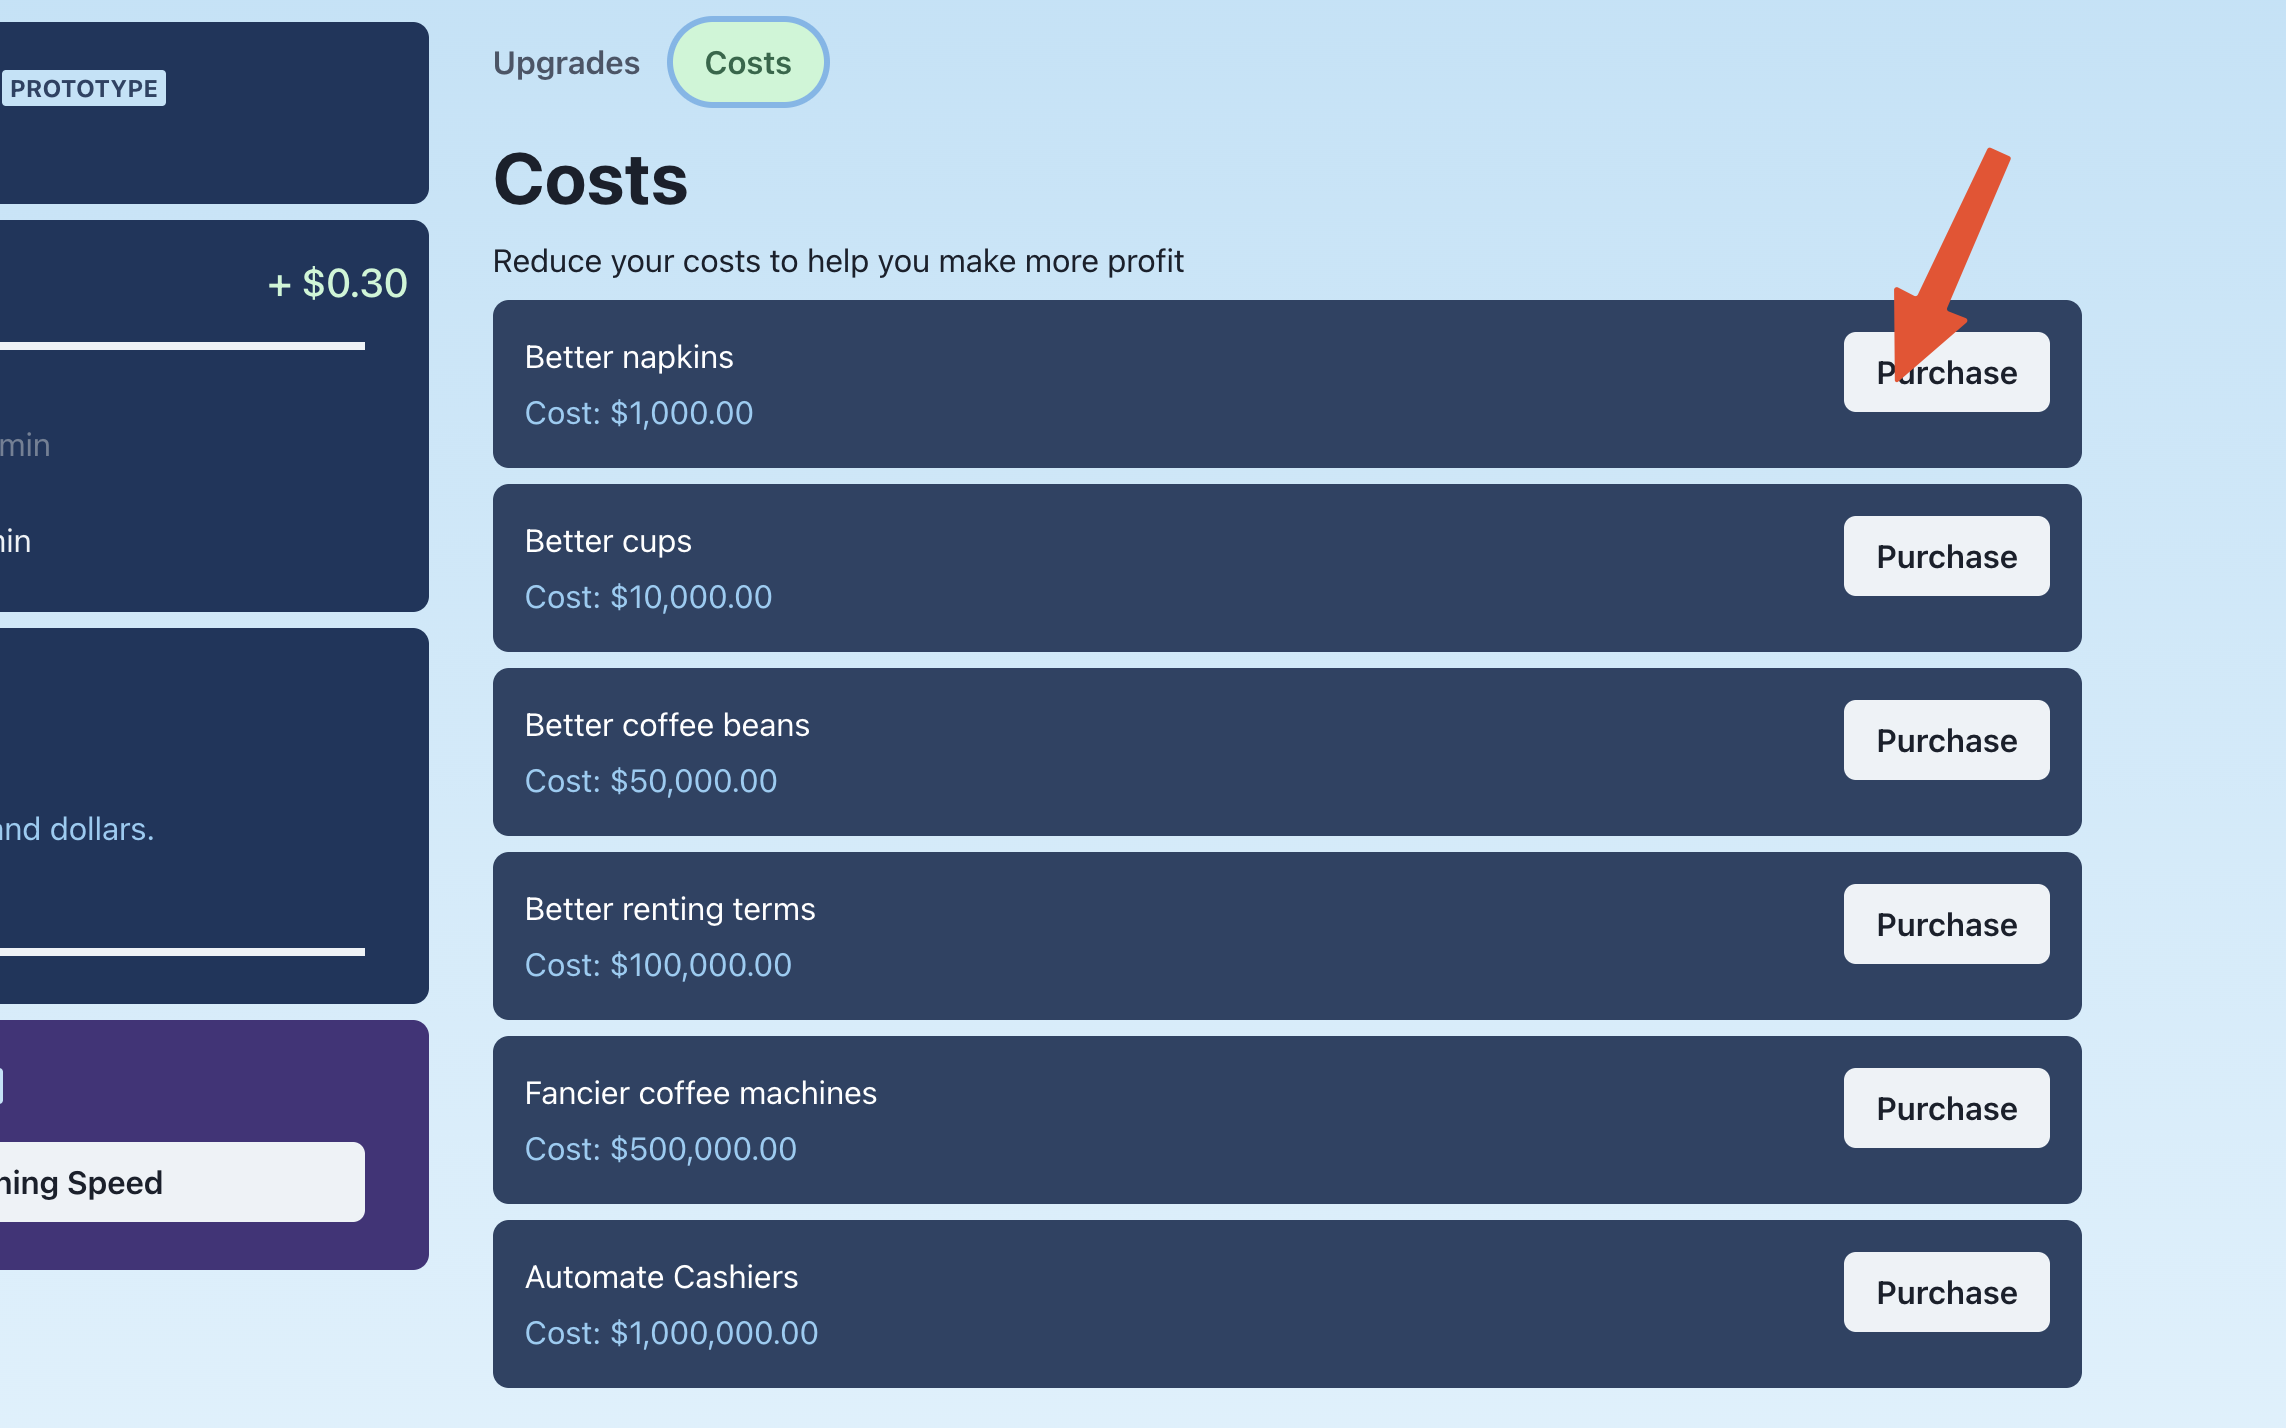 PROTOTYPE
+ $0.30
min
and dollars.
Speed
Upgrades
Costs
Costs
Reduce your costs to help you make more profit
Better napkins
Cost: $1,000.00
Purchase
Better cups
Cost: $10,000.00
Purchase
Better coffee beans
Cost: $50,000.00
Purchase
Better renting terms
Cost: $100,000.00
Purchase
Fancier coffee machines
Cost: $500,000.00
Purchase
Automate Cashiers
Cost: $1,000,000.00
Purchase